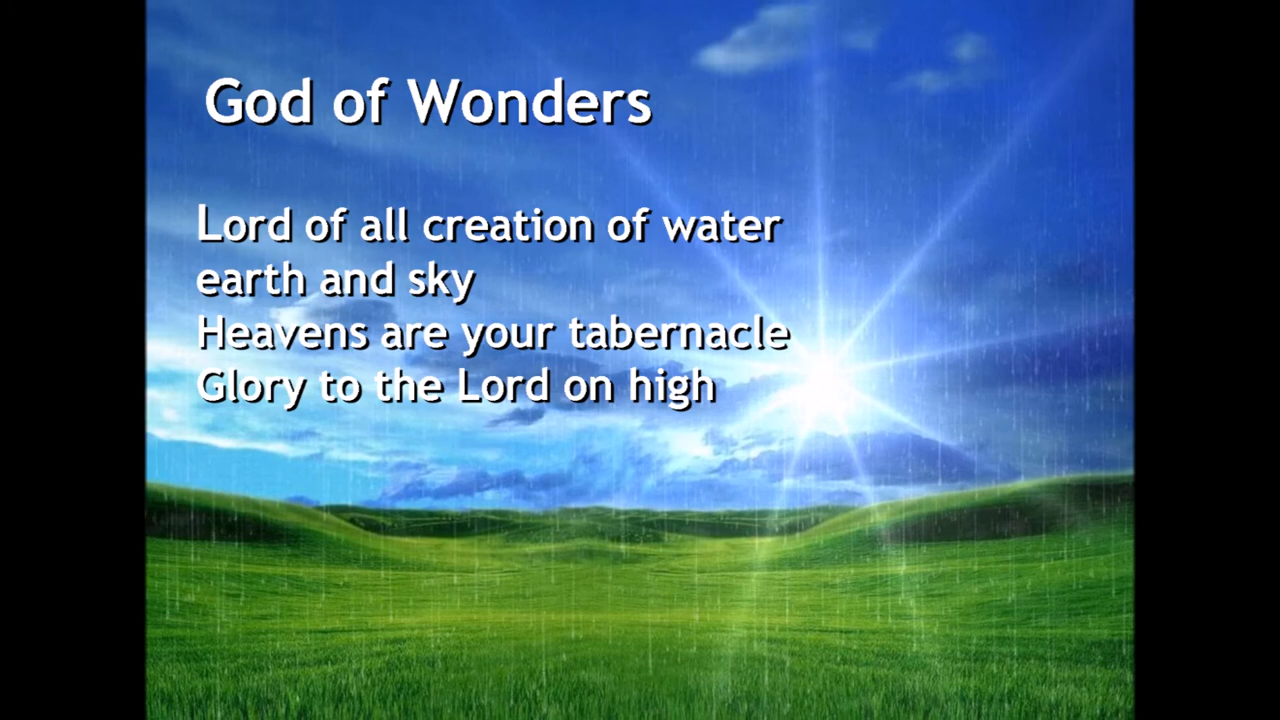 God of Wonders
Lord of all creation of water
earth and sky
Heavens are your tabernacle
Glory to the Lord on high